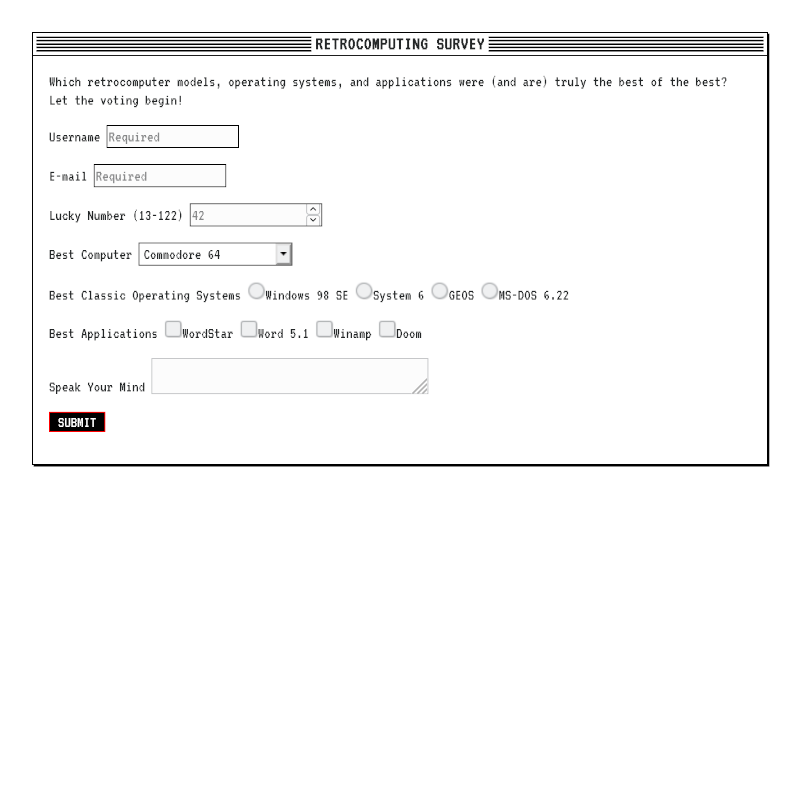 RETROCOMPUTING SURVEY
Which retrocomputer models, operating systems, and applications were (and are) truly the best of the best?
Let the voting begin!
Username Required
E-mail Required
Lucky Number (13-122) 42
Best Computer Commodore 64
Best Classic Operating Systems Windows 98 SE System 6 GEOS MS-DOS 6.22
Best Applications WordStar Word 5.1 Winamp Doom
Speak Your Mind
SUBMIT